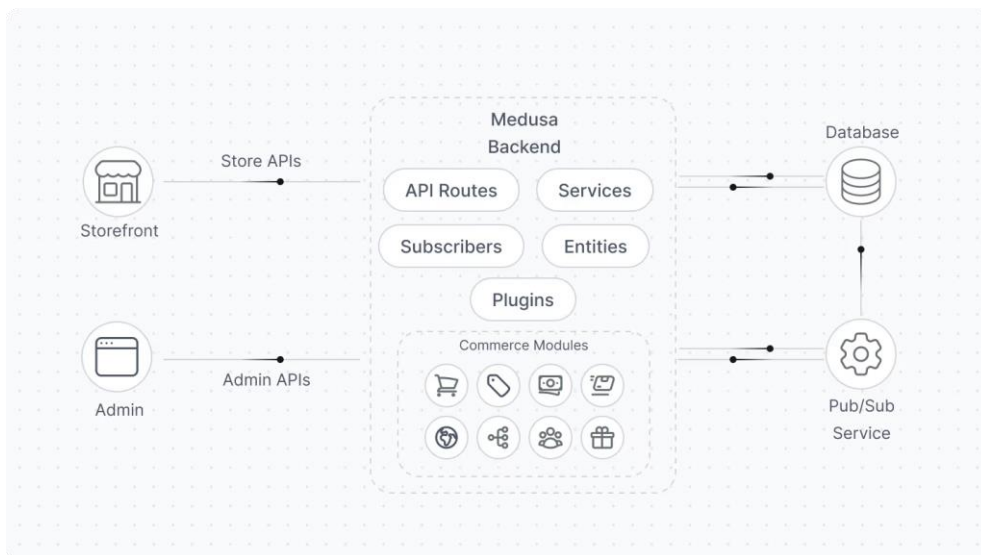 Medusa
Backend
Database
Store APIs
API Routes
Services
Storefront
Subscribers
Entities
Plugins
Commerce Modules
Admin APIs
Admin
Pub/Sub
Service